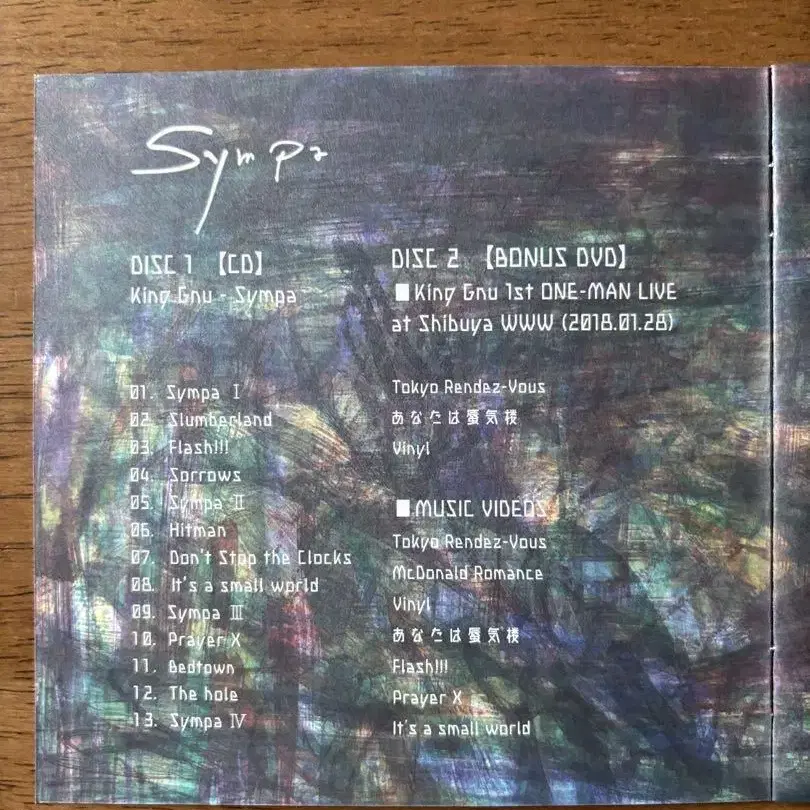 Sympa
DISC 1 【CD】
King Gnu - Sympa
01. Sympa Ⅰ
02. Slumberland
03. Flash!!!
04. Sorrows
05. Sympa Ⅱ
06. Hitman
07. Don't Stop the Clocks
08. It's a small world
09. Sympa Ⅲ
10. Prayer X
11. Bedtown
12. The hole
13. Sympa Ⅳ
DISC 2 【BONUS DVD】
■King Gnu 1st ONE-MAN LIVE
at Shibuya WWW (2018.01.28)
Tokyo Rendez-Vous
あなたは蜃気楼
Vinyl
■MUSIC VIDEOS
Tokyo Rendez-Vous
McDonald Romance
Vinyl
あなたは蜃気楼
Flash!!!
Prayer X
It's a small world